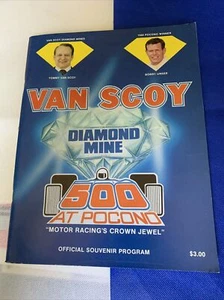 VAN SCOY DIAMOND MINES
TOMMY VAN SCOY
1982 POCONO WINNER
BOBBY UNSER
VAN SCOY
DIAMOND
MINE
500
AT POCONO
"MOTOR RACING'S CROWN JEWEL"
OFFICIAL SOUVENIR PROGRAM
$3.00